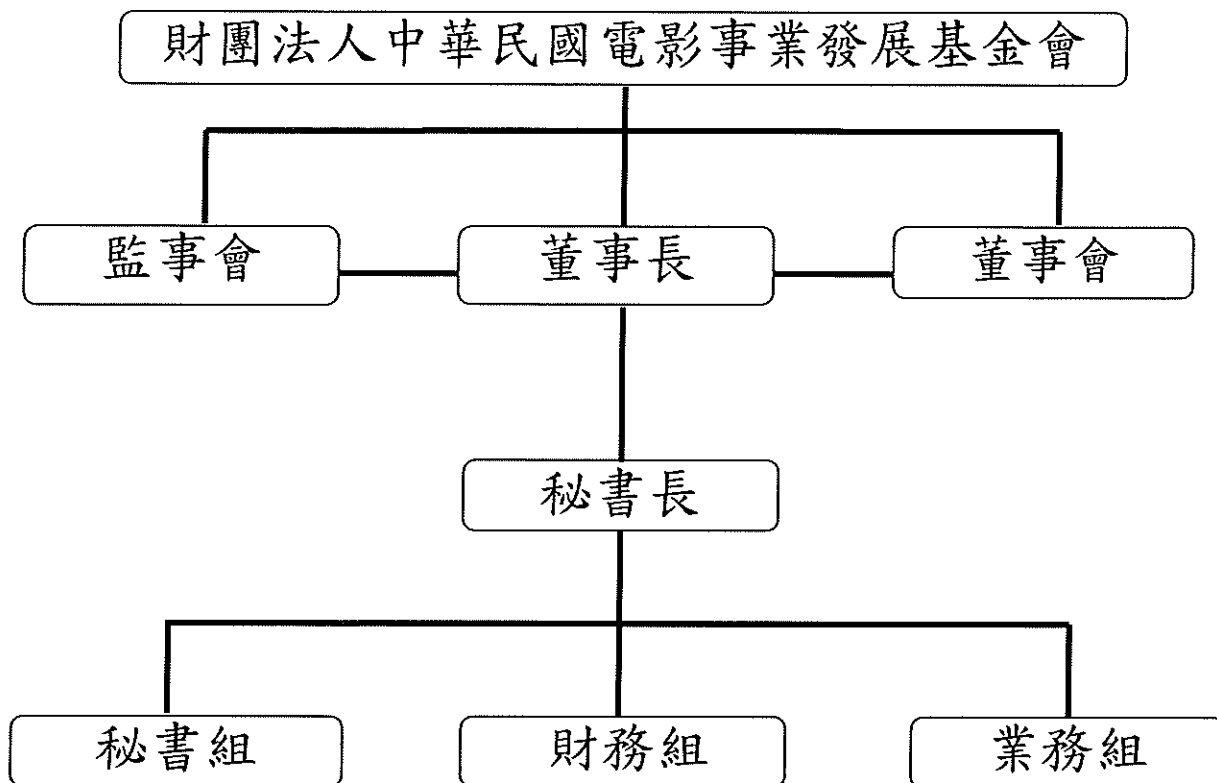 財團法人中華民國電影事業發展基金會
監事會
董事長
董事會
秘書長
秘書組
財務組
業務組